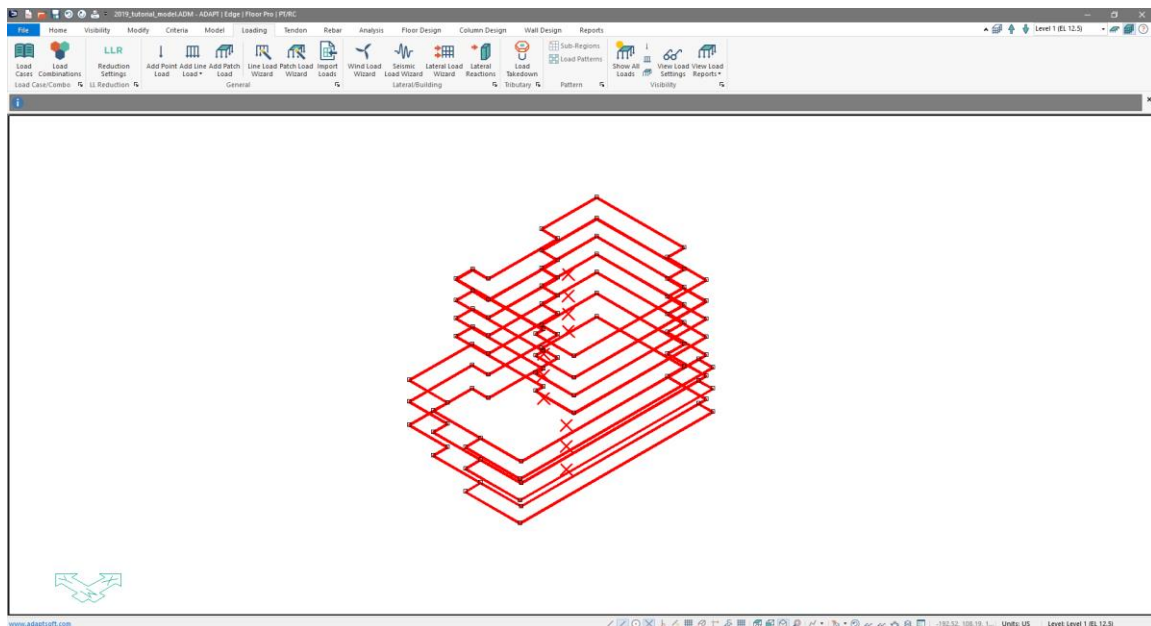 2019_tutorial_model.ADM - ADAPT | Edge | Floor Pro | PT/RC
File Home Visibility Modify Criteria Model Loading Tendon Rebar Analysis Floor Design Column Design Wall Design Reports Level 1 (EL 12.5)
LLR Sub-Regions
Load Patterns
Load Load Reduction Add Point Add Line Add Patch Line Load Patch Load Import Wind Load Seismic Lateral Load Lateral Load Show All View Load View Load
Cases Combinations Settings Load Load Load Wizard Wizard Loads Wizard Load Wizard Wizard Reactions Takedown Loads Settings Reports
Load Case/Combo LL Reduction General Lateral/Building Tributary Pattern Visibility
www.adaptsoft.com Units: US Level: Level 1 (EL 12.5)